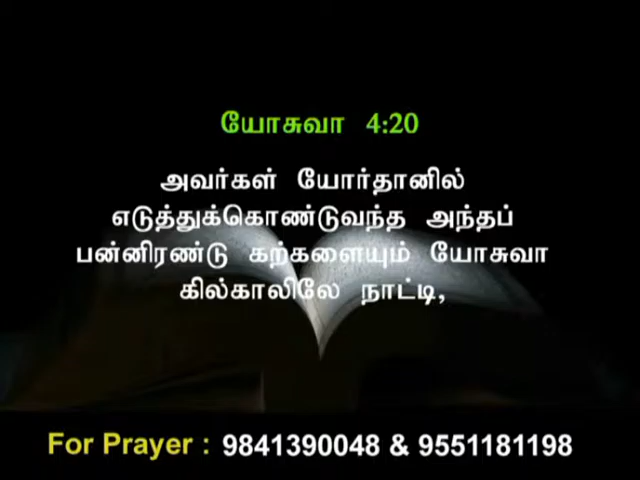 யோசுவா 4:20
அவர்கள் யோர்தானில்
எடுத்துக்கொண்டுவந்த அந்தப்
பன்னிரண்டு கற்களையும் யோசுவா
கில்காலிலே நாட்டி,
For Prayer : 9841390048 & 9551181198